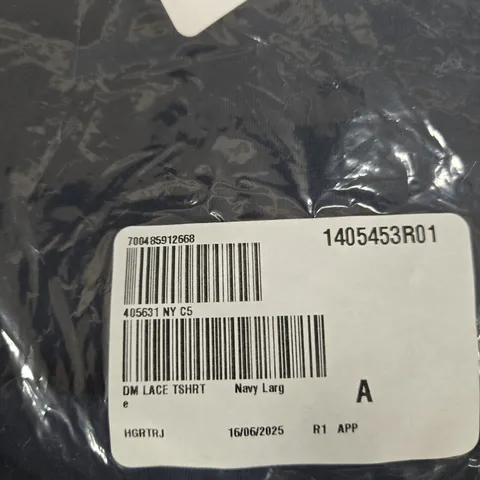 700485912668 1405453R01
405631 NY C5
DM LACE TSHRT Navy Larg
e A
HGRTRJ 16/06/2025 R1 APP